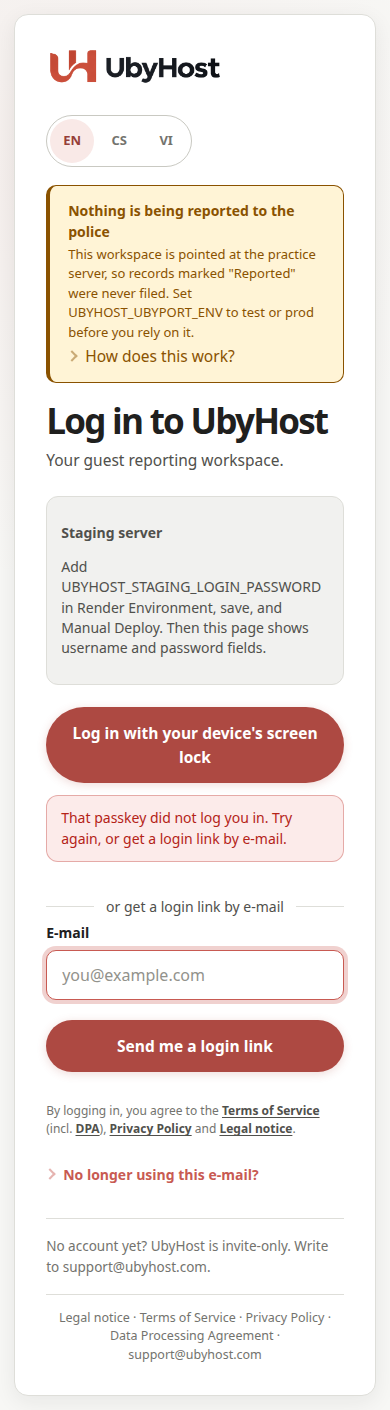 UbyHost
EN CS VI
Nothing is being reported to the
police
This workspace is pointed at the practice
server, so records marked "Reported"
were never filed. Set
UBYHOST_UBYPORT_ENV to test or prod
before you rely on it.
How does this work?
Log in to UbyHost
Your guest reporting workspace.
Staging server
Add
UBYHOST_STAGING_LOGIN_PASSWORD
in Render Environment, save, and
Manual Deploy. Then this page shows
username and password fields.
Log in with your device's screen
lock
That passkey did not log you in. Try
again, or get a login link by e-mail.
or get a login link by e-mail
E-mail
you@example.com
Send me a login link
By logging in, you agree to the Terms of Service
(incl. DPA), Privacy Policy and Legal notice.
No longer using this e-mail?
No account yet? UbyHost is invite-only. Write
to support@ubyhost.com.
Legal notice · Terms of Service · Privacy Policy ·
Data Processing Agreement ·
support@ubyhost.com